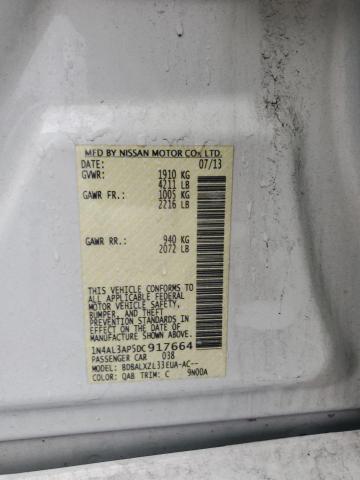 MFD BY NISSAN MOTOR CO., LTD.
DATE: 07/13
GVWR: 1910 KG
4211 LB
GAWR FR.: 1005 KG
2216 LB
GAWR RR.: 940 KG
2072 LB
THIS VEHICLE CONFORMS TO ALL
APPLICABLE FEDERAL MOTOR
MOTOR VEHICLE SAFETY,
BUMPER, AND THEFT
PREVENTION STANDARDS
IN EFFECT ON THE DATE OF
MANUFACTURE SHOWN ABOVE.
1N4AL3AP5DC917664
PASSENGER CAR 038
MODEL: BDBALXZL33EUA-AC--
COLOR: QAB TRIM: C 9N00A